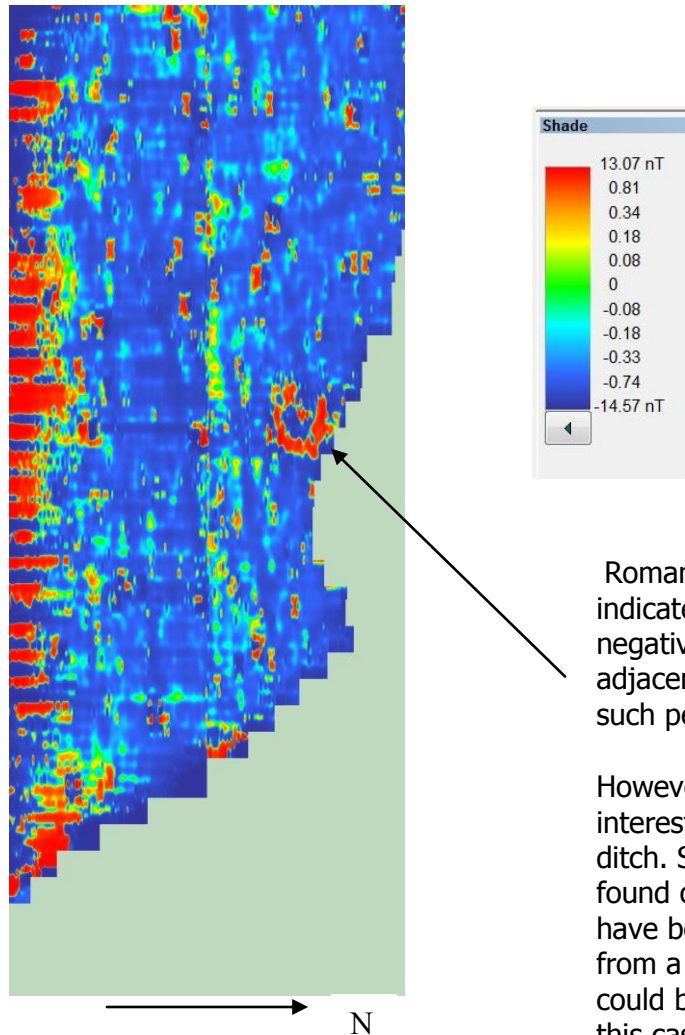 Shade
13.07 nT
0.81
0.34
0.18
0.08
0
-0.08
-0.18
-0.33
-0.74
-14.57 nT
Roman
indicate
negativ
adjacen
such pe
Howeve
interest
ditch. S
found o
have be
from a
could b
this cas
N